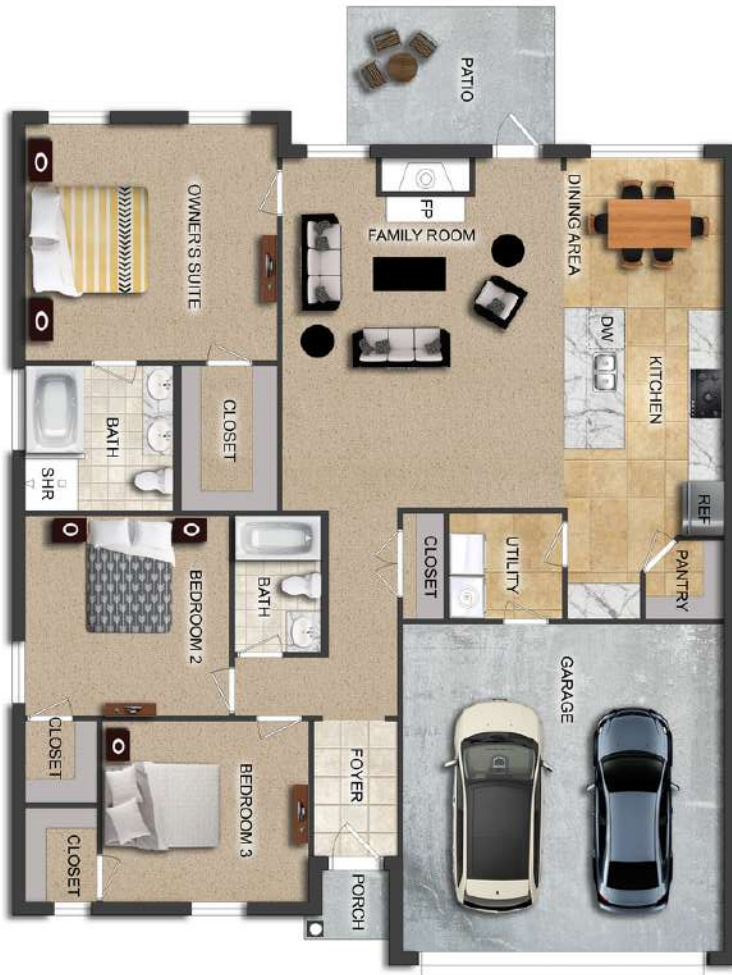 PATIO
OWNER'S SUITE
FP
FAMILY ROOM
DINING AREA
DW
KITCHEN
BATH
CLOSET
SHR
REF
BEDROOM 2
BATH
CLOSET
UTILITY
PANTRY
GARAGE
CLOSET
BEDROOM 3
FOYER
CLOSET
PORCH